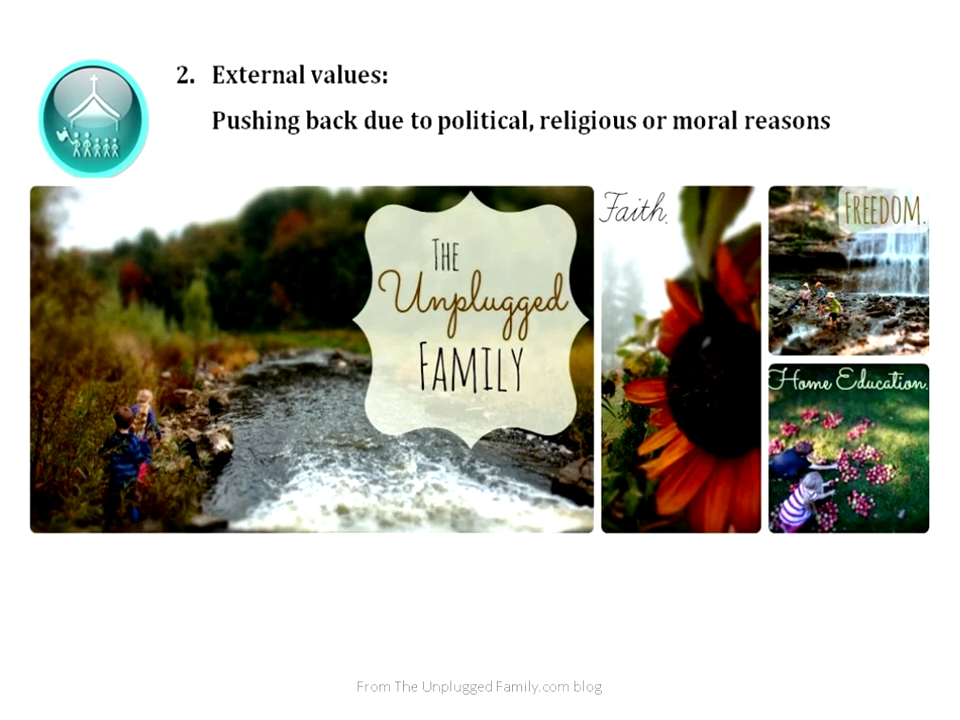 2. External values:
Pushing back due to political, religious or moral reasons
THE
Unplugged
FAMILY
Faith.
FREEDOM.
Home Education.
From The Unplugged Family.com blog